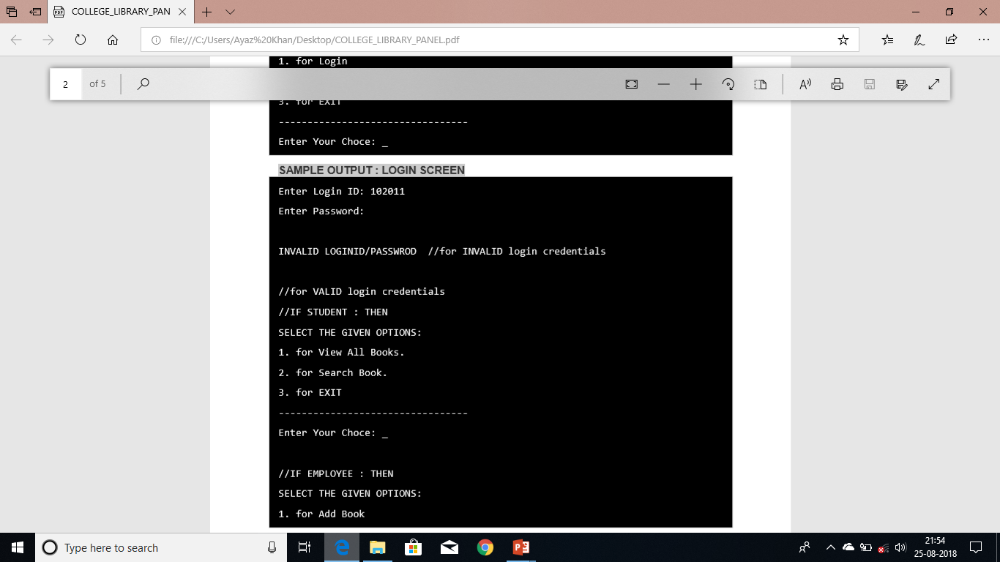 COLLEGE_LIBRARY_PAN
file:///C:/Users/Ayaz%20Khan/Desktop/COLLEGE_LIBRARY_PANEL.pdf
1. for Login
2 of 5
3. for EXIT
---------------------------------
Enter Your Choce: _
SAMPLE OUTPUT : LOGIN SCREEN
Enter Login ID: 102011
Enter Password:
INVALID LOGINID/PASSWROD //for INVALID login credentials
//for VALID login credentials
//IF STUDENT : THEN
SELECT THE GIVEN OPTIONS:
1. for View All Books.
2. for Search Book.
3. for EXIT
---------------------------------
Enter Your Choce: _
//IF EMPLOYEE : THEN
SELECT THE GIVEN OPTIONS:
1. for Add Book
Type here to search
21:54
25-08-2018